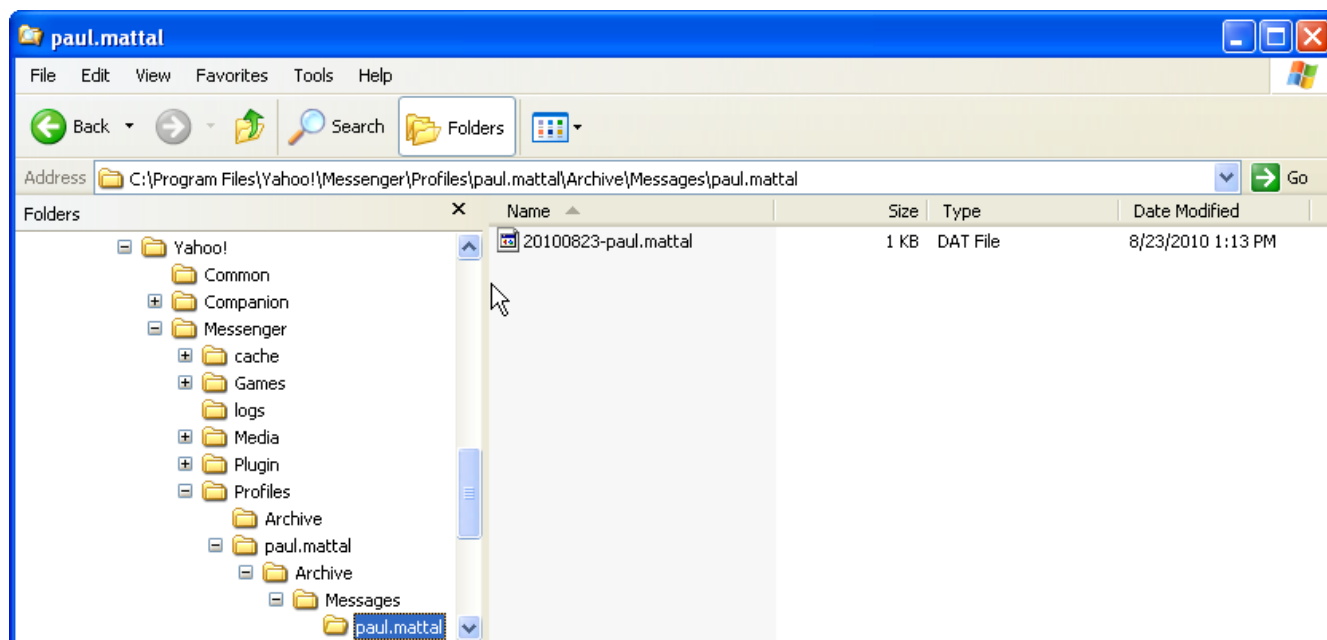 paul.mattal
File Edit View Favorites Tools Help
Back Search Folders
Address C:\Program Files\Yahoo!\Messenger\Profiles\paul.mattal\Archive\Messages\paul.mattal Go
Folders
Name Size Type Date Modified
20100823-paul.mattal 1 KB DAT File 8/23/2010 1:13 PM
Yahoo!
Common
Companion
Messenger
cache
Games
logs
Media
Plugin
Profiles
Archive
paul.mattal
Archive
Messages
paul.mattal